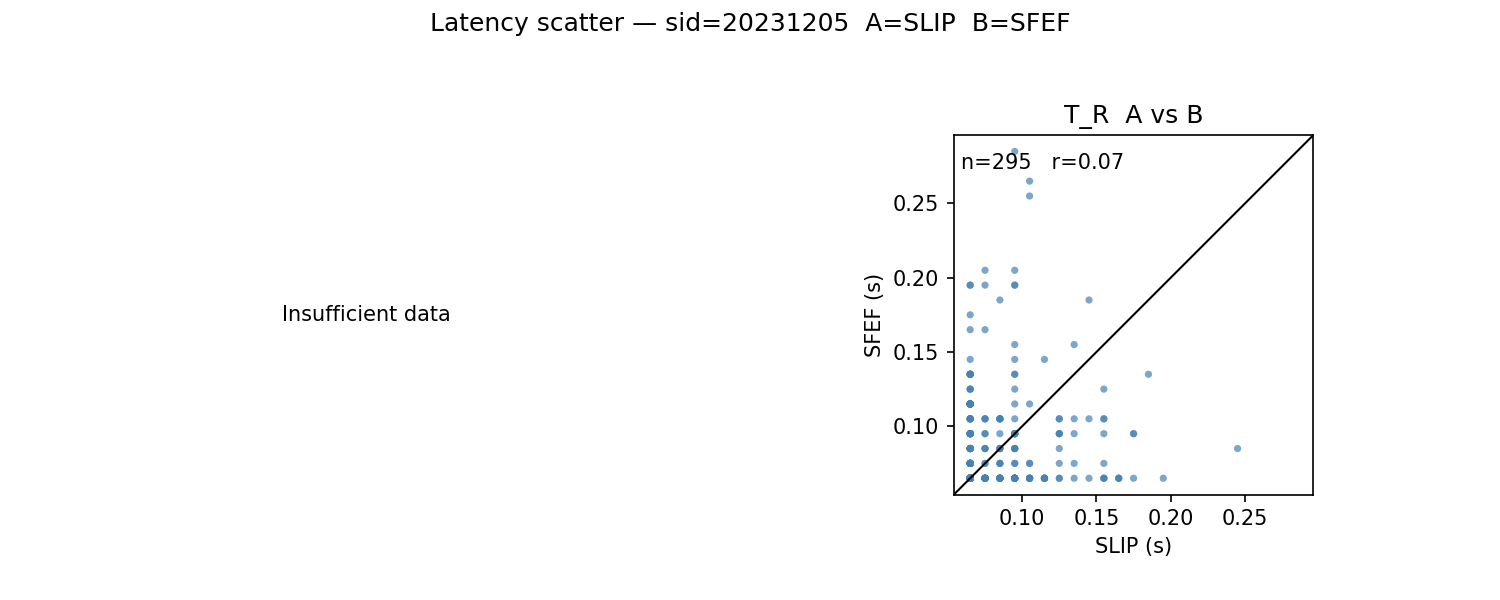 Latency scatter — sid=20231205  A=SLIP  B=SFEF
Insufficient data
T_R  A vs B
n=295   r=0.07
SFEF (s)
0.25
0.20
0.15
0.10
0.10 0.15 0.20 0.25
SLIP (s)